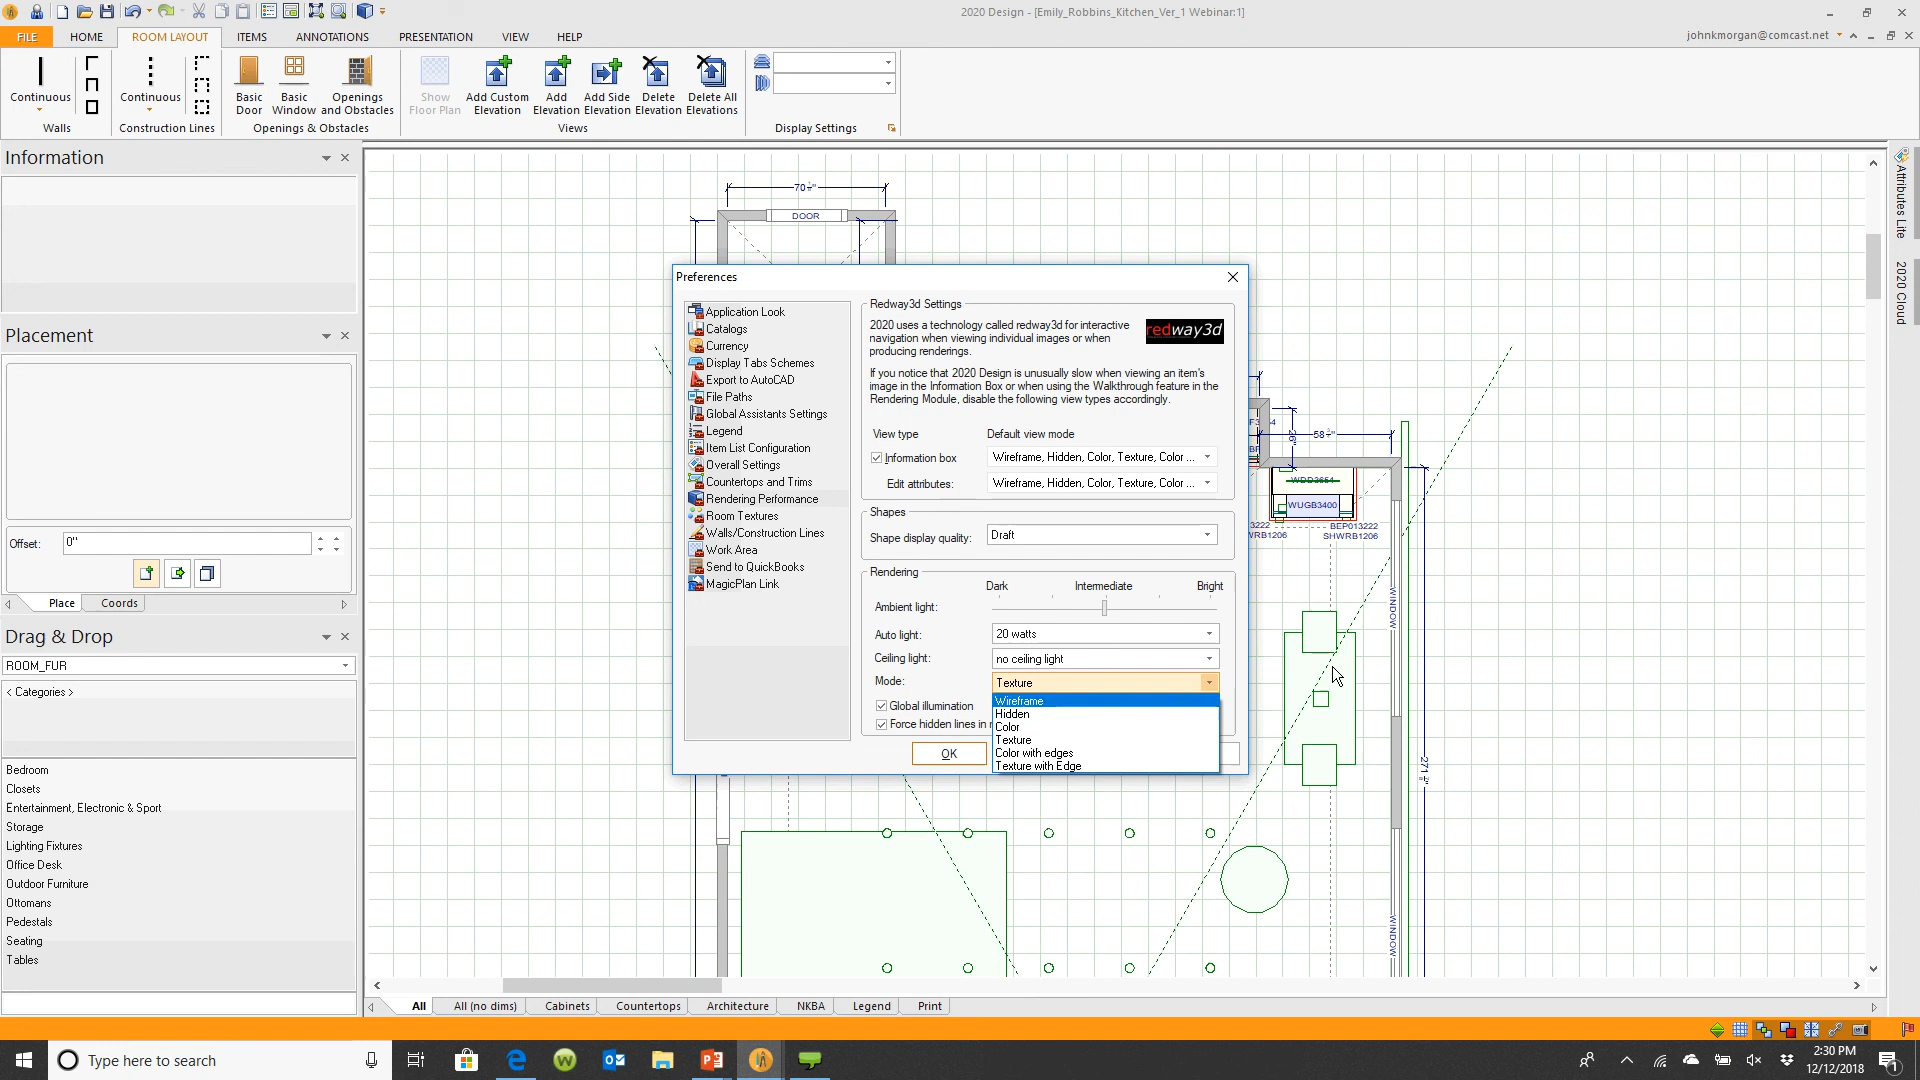 2020 Design - [Emily_Robbins_Kitchen_Ver_1 Webinar:1]
FILE
HOME
ROOM LAYOUT
ITEMS
ANNOTATIONS
PRESENTATION
VIEW
HELP
johnkmorgan@comcast.net
Continuous
Walls
Continuous
Construction Lines
Basic Door
Basic Window
Openings and Obstacles
Openings & Obstacles
Show Floor Plan
Add Custom Elevation
Add Elevation
Add Side Elevation
Delete Elevation
Delete All Elevations
Views
Display Settings
Information
Placement
Offset:
0"
Place
Coords
Drag & Drop
ROOM_FUR
< Categories >
Bedroom
Closets
Entertainment, Electronic & Sport
Storage
Lighting Fixtures
Office Desk
Outdoor Furniture
Ottomans
Pedestals
Seating
Tables
DOOR
Preferences
Application Look
Catalogs
Currency
Display Tabs Schemes
Export to AutoCAD
File Paths
Global Assistants Settings
Legend
Item List Configuration
Overall Settings
Countertops and Trims
Rendering Performance
Room Textures
Walls/Construction Lines
Work Area
Send to QuickBooks
MagicPlan Link
Redway3d Settings
2020 uses a technology called redway3d for interactive
navigation when viewing individual images or when
producing renderings.
redway3d
If you notice that 2020 Design is unusually slow when viewing an item's
image in the Information Box or when using the Walkthrough feature in the
Rendering Module, disable the following view types accordingly.
View type
Default view mode
Information box
Wireframe, Hidden, Color, Texture, Color ...
Edit attributes:
Wireframe, Hidden, Color, Texture, Color ...
Shapes
Shape display quality:
Draft
Rendering
Dark
Intermediate
Bright
Ambient light:
Auto light:
20 watts
Ceiling light:
no ceiling light
Mode:
Texture
Wireframe
Hidden
Color
Texture
Color with edges
Texture with Edge
Global illumination
Force hidden lines in
OK
26"
WDD3654
WUGB3400
3222
BEP013222
WRB1206
SHWRB1206
WINDOW
WINDOW
All
All (no dims)
Cabinets
Countertops
Architecture
NKBA
Legend
Print
Attributes Lite
2020 Cloud
Type here to search
2:30 PM
12/12/2018
1